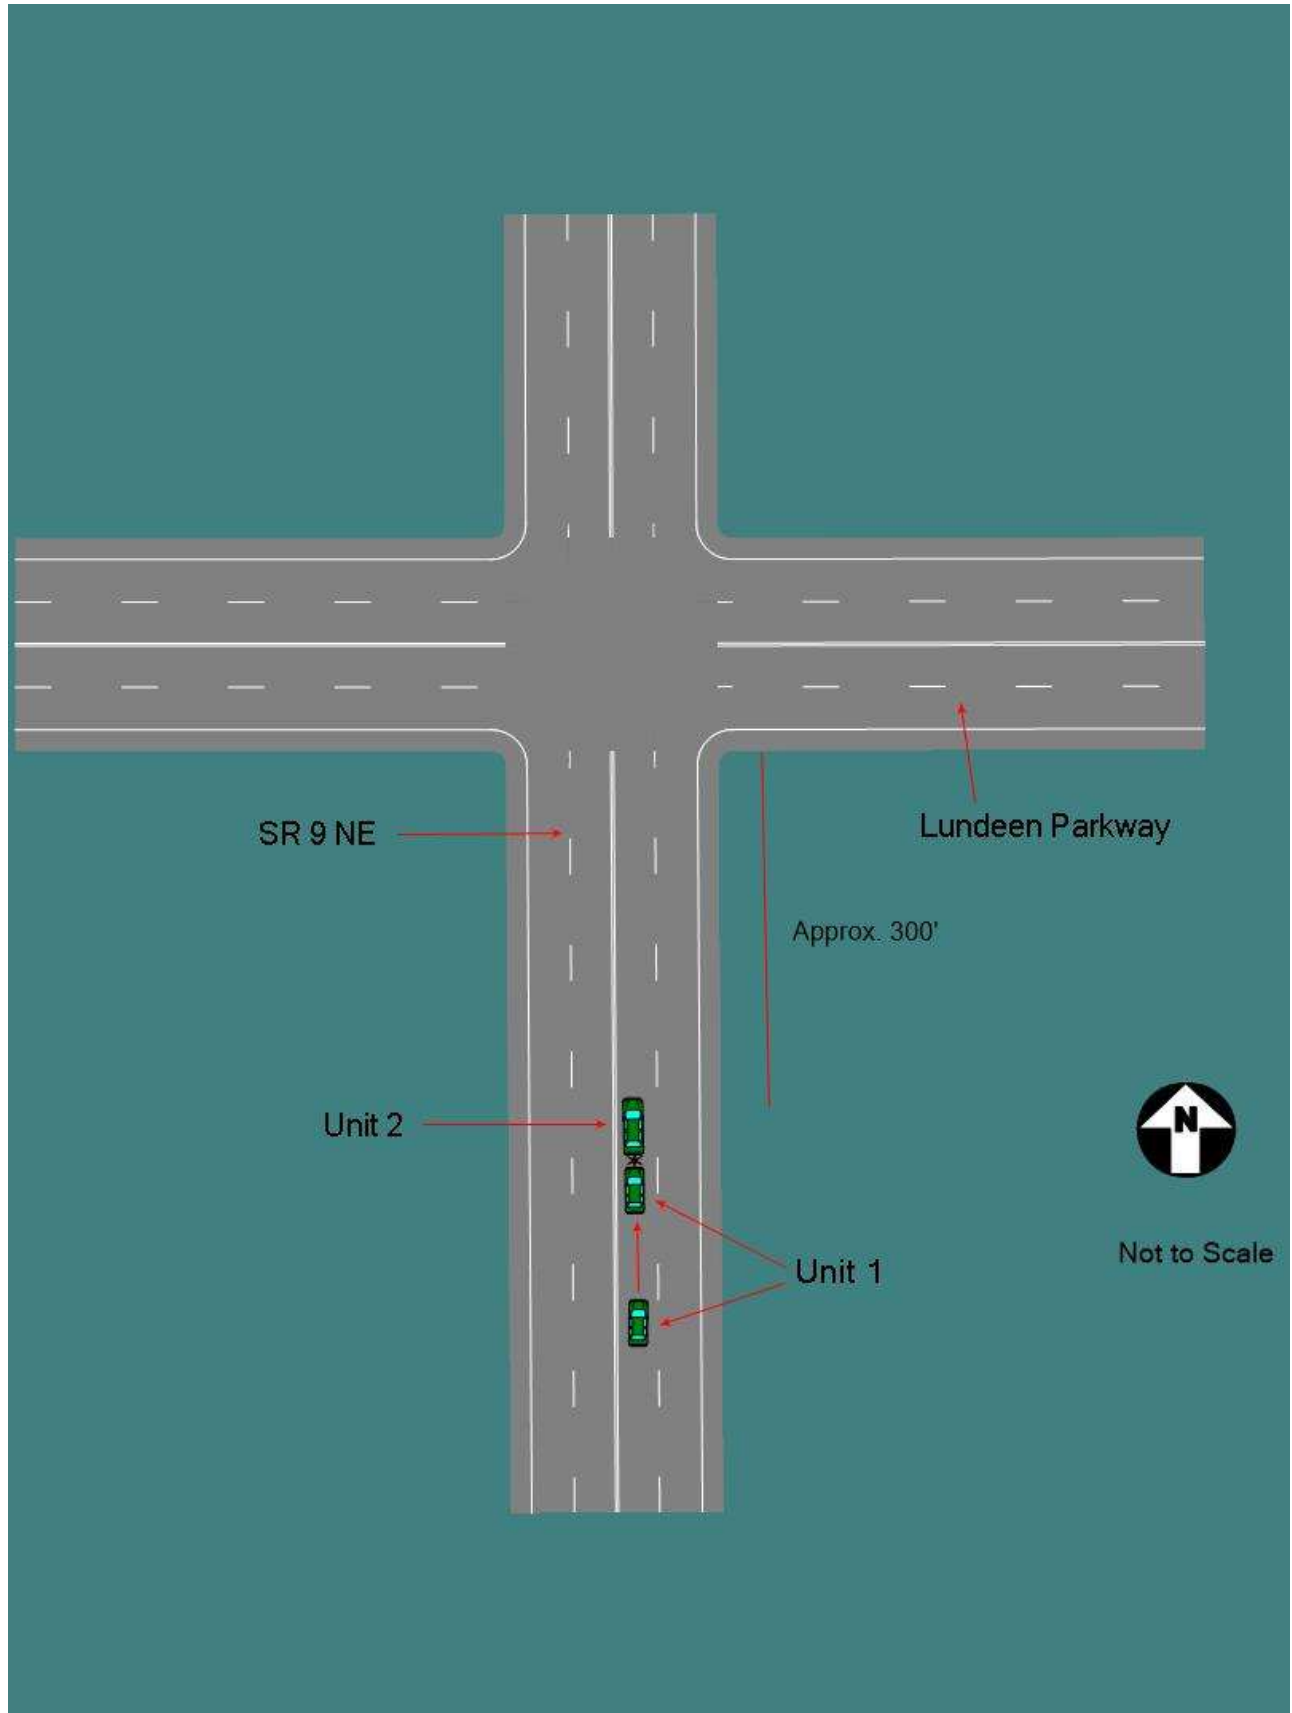 SR 9 NE
Lundeen Parkway
Approx. 300'
Unit 2
N
Not to Scale
Unit 1